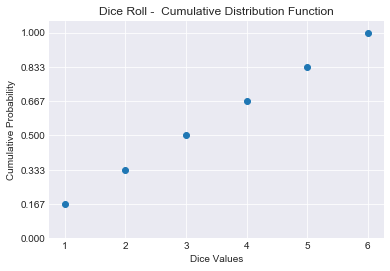 Dice Roll -  Cumulative Distribution Function
1.000
0.833
0.667
0.500
0.333
0.167
0.000
Cumulative Probability
1 2 3 4 5 6
Dice Values